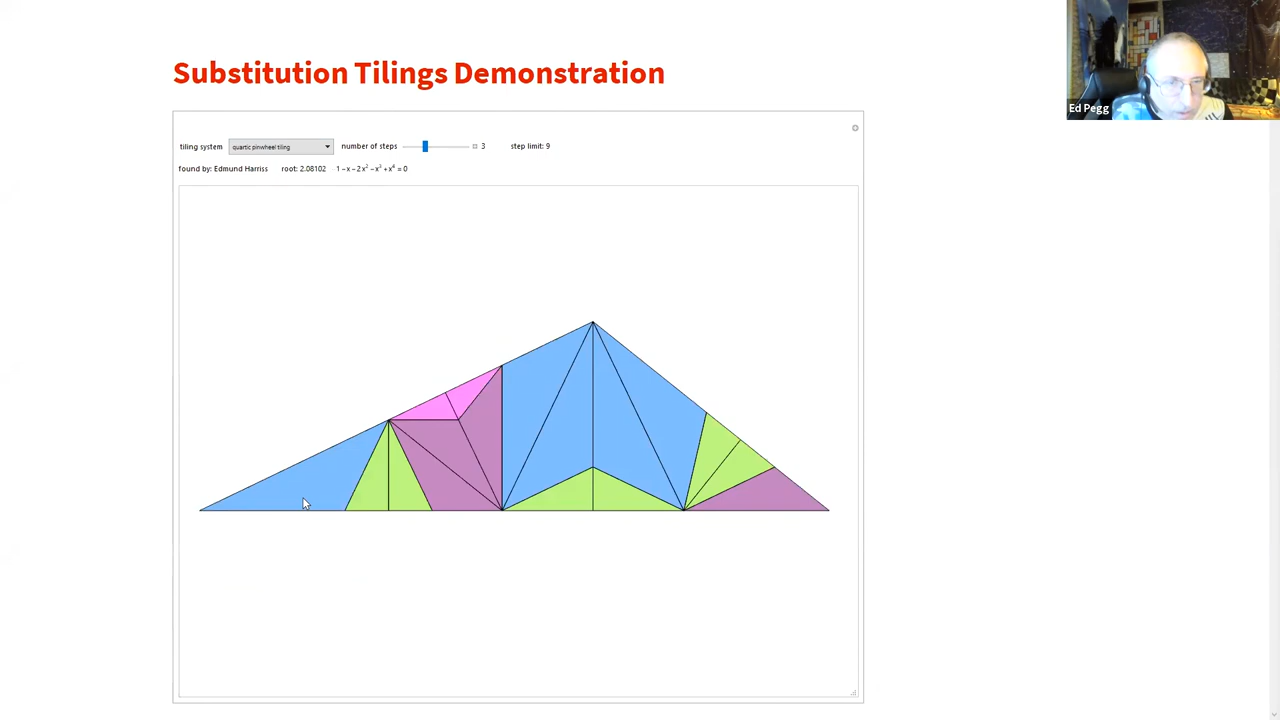 Substitution Tilings Demonstration
Ed Pegg
tiling system quartic pinwheel tiling number of steps 3 step limit: 9
found by: Edmund Harriss root: 2.08102 1 − x − 2 x² − x³ + x⁴ = 0